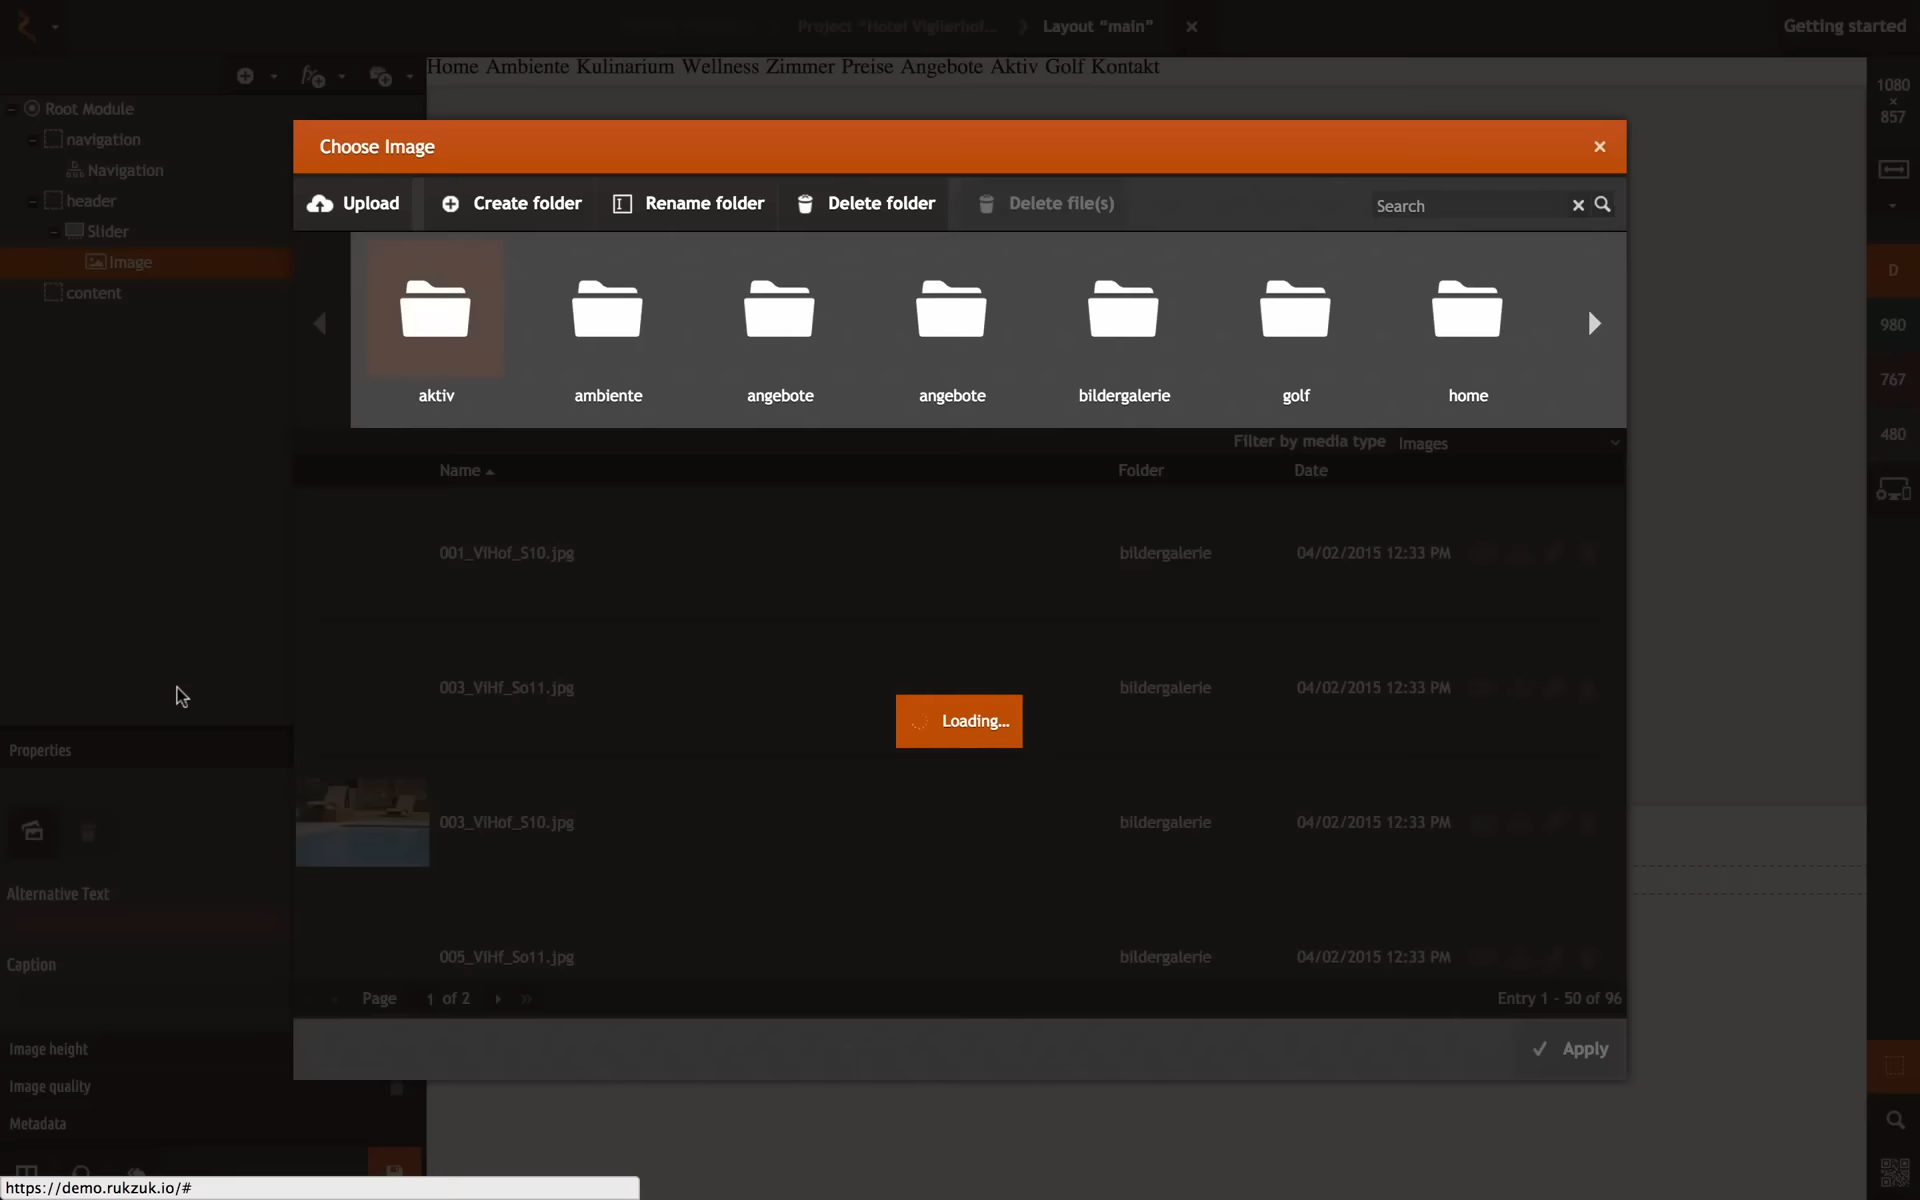 Project "Hotel Vigilerhof... Layout "main"
Getting started
Home Ambiente Kulinarium Wellness Zimmer Preise Angebote Aktiv Golf Kontakt
1080
×
857
Root Module
navigation
Navigation
header
Slider
Image
content
Choose Image
Upload Create folder Rename folder Delete folder Delete file(s) Search
aktiv ambiente angebote angebote bildergalerie golf home
D
980
767
480
Filter by media type Images
Name Folder Date
001_ViHof_S10.jpg bildergalerie 04/02/2015 12:33 PM
003_ViHf_So11.jpg bildergalerie 04/02/2015 12:33 PM
Loading...
003_ViHof_S10.jpg bildergalerie 04/02/2015 12:33 PM
005_ViHf_So11.jpg bildergalerie 04/02/2015 12:33 PM
Page 1 of 2 Entry 1 - 50 of 96
Apply
Properties
Alternative Text
Caption
Image height
Image quality
Metadata
https://demo.rukzuk.io/#